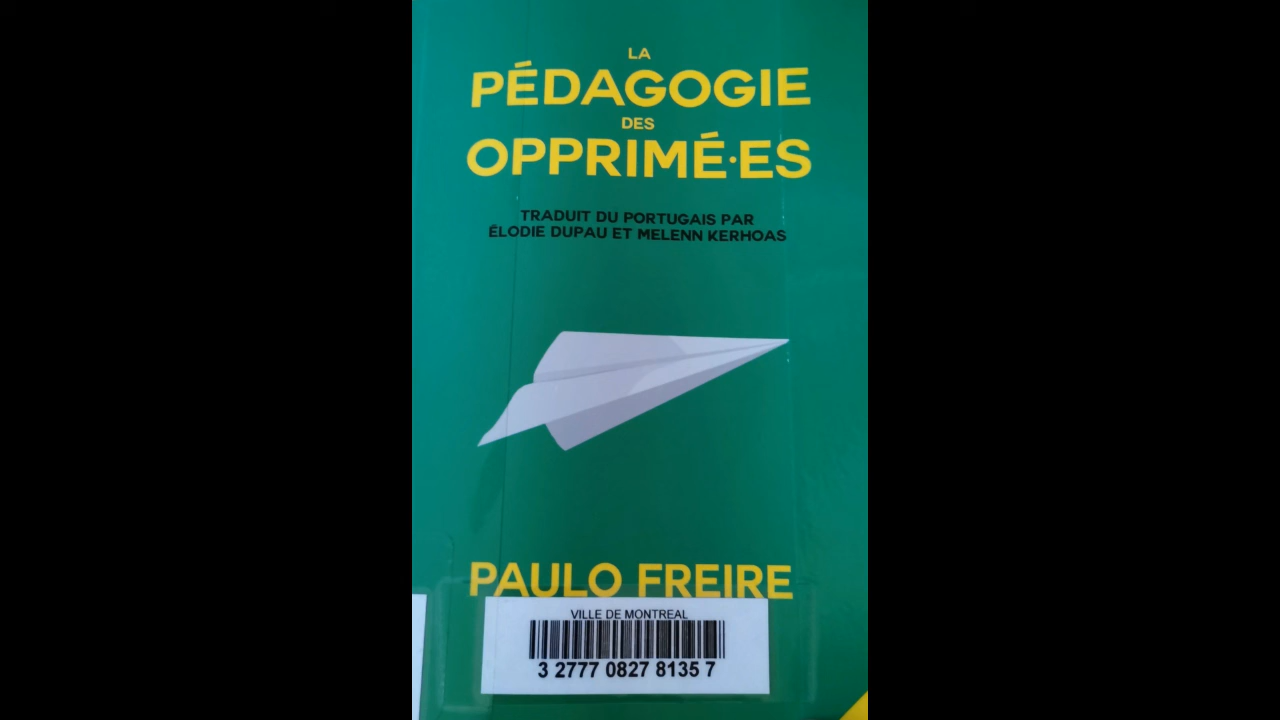 LA
PÉDAGOGIE
DES
OPPRIMÉ·ES
TRADUIT DU PORTUGAIS PAR
ÉLODIE DUPAU ET MELENN KERHOAS
PAULO FREIRE
VILLE DE MONTREAL
3 2777 0827 8135 7